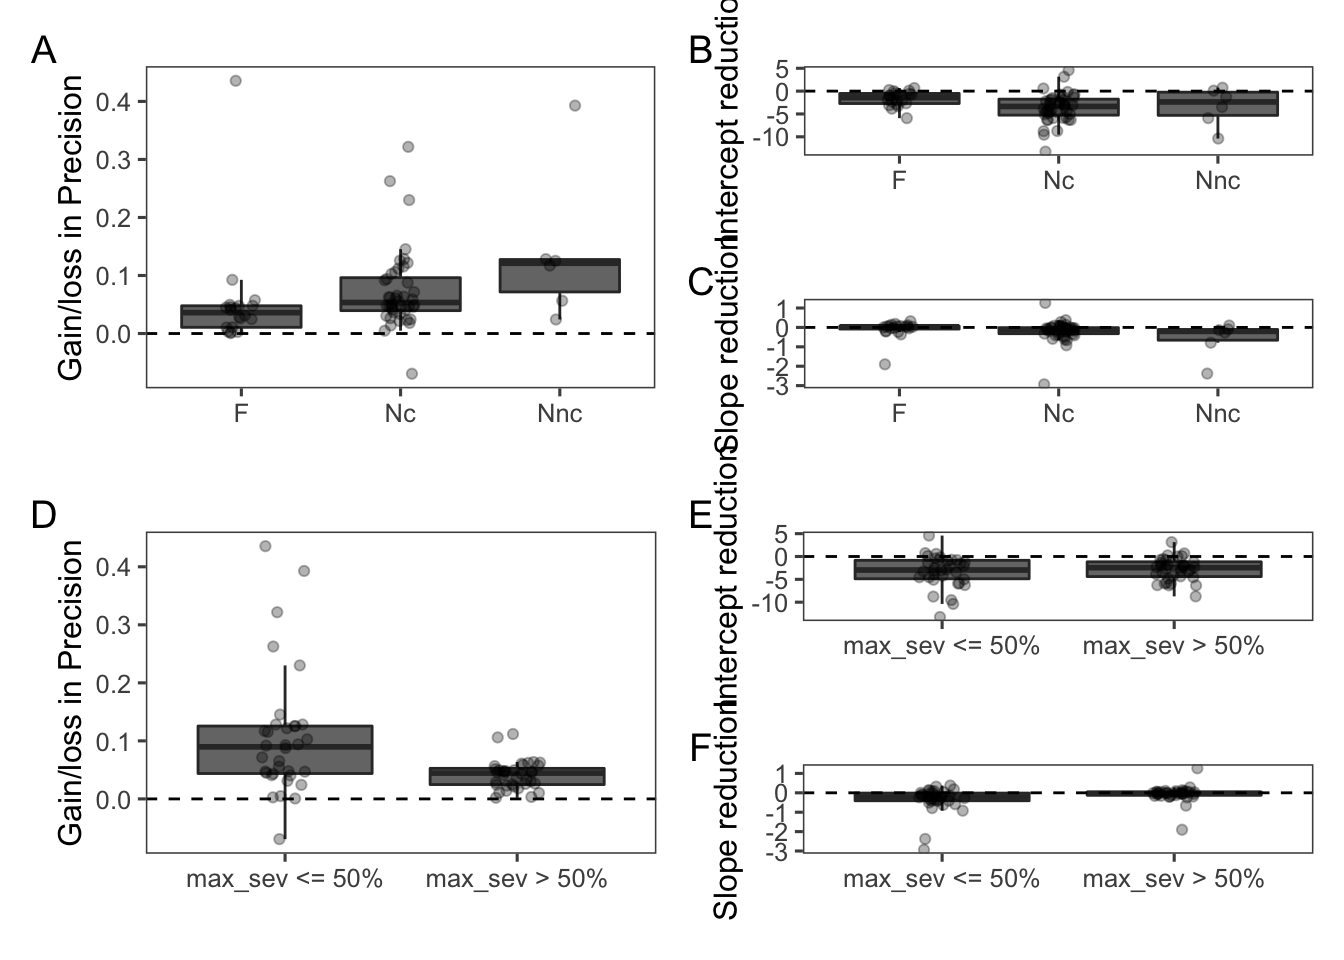 A
Gain/loss in Precision
0.4
0.3
0.2
0.1
0.0
F Nc Nnc
B
Intercept reductio
5
0
-5
-10
F Nc Nnc
C
Slope reduction
1
0
-1
-2
-3
F Nc Nnc
D
Gain/loss in Precision
0.4
0.3
0.2
0.1
0.0
max_sev <= 50% max_sev > 50%
E
Intercept reduction
5
0
-5
-10
max_sev <= 50% max_sev > 50%
F
Slope reduction
1
0
-1
-2
-3
max_sev <= 50% max_sev > 50%